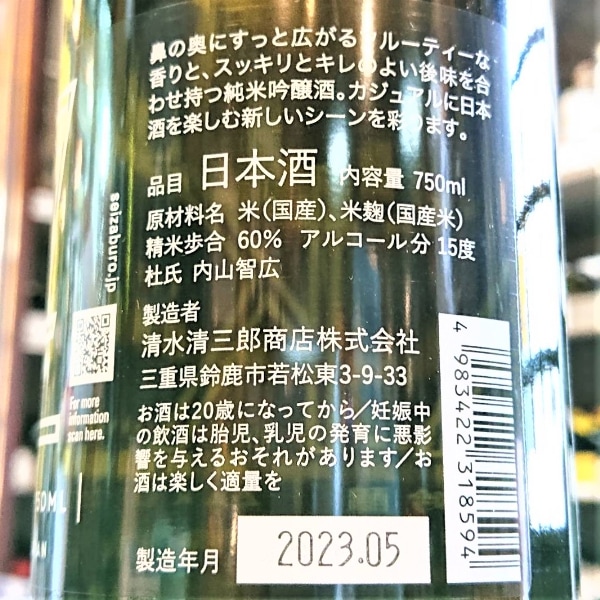 鼻の奥にすっと広がるフルーティーな
香りと、スッキリとキレのよい後味を合
わせ持つ純米吟醸酒。カジュアルに日本
酒を楽しむ新しいシーンを彩ります。
品目 日本酒 内容量 750ml
原材料名 米(国産)、米麹(国産米)
精米歩合 60% アルコール分 15度
杜氏 内山智広
製造者
清水清三郎商店株式会社
三重県鈴鹿市若松東3-9-33
お酒は20歳になってから/妊娠中
の飲酒は胎児、乳児の発育に悪影
響を与えるおそれがあります/お
酒は楽しく適量を
製造年月 2023.05
seizaburo.jp
For more
information
scan here.
50ML
4 983422 318594